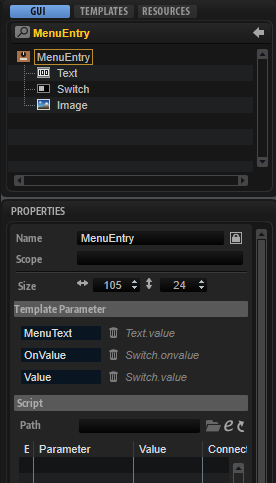 GUI TEMPLATES RESOURCES
MenuEntry
MenuEntry
Text
Switch
Image
PROPERTIES
Name MenuEntry
Scope
Size 105 24
Template Parameter
MenuText Text.value
OnValue Switch.onvalue
Value Switch.value
Script
Path
E Parameter Value Connect